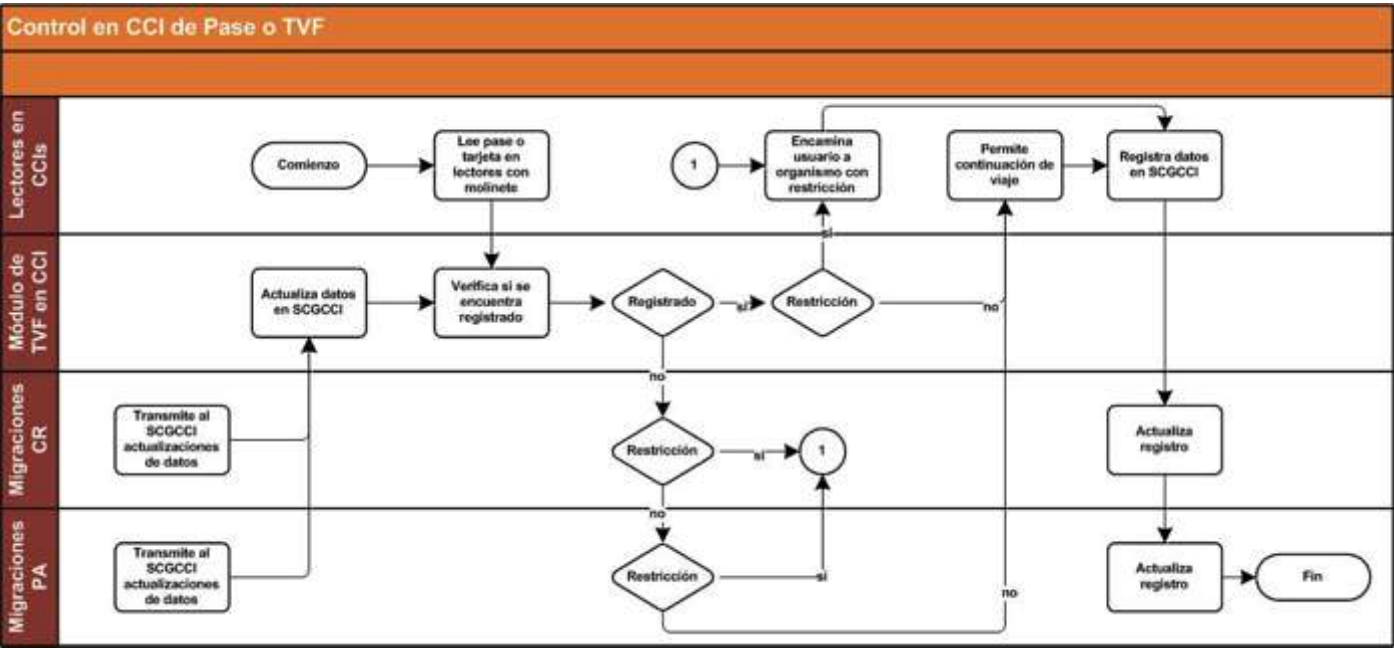 Control en CCI de Pase o TVF
Lectores en
CCIs
Comienzo
Lee pase o
tarjeta en
lectores con
molinete
1
Encamina
usuario a
organismo con
restricción
Permite
continuación de
viaje
Registra datos
en SCGCCI
si
Módulo de
TVF en CCI
Actualiza datos
en SCGCCI
Verifica si se
encuentra
registrado
Registrado
si
Restricción
no
no
Migraciones
CR
Transmite al
SCGCCI
actualizaciones
de datos
Restricción
si
1
Actualiza
registro
no
Migraciones
PA
Transmite al
SCGCCI
actualizaciones
de datos
Restricción
si
no
Actualiza
registro
Fin